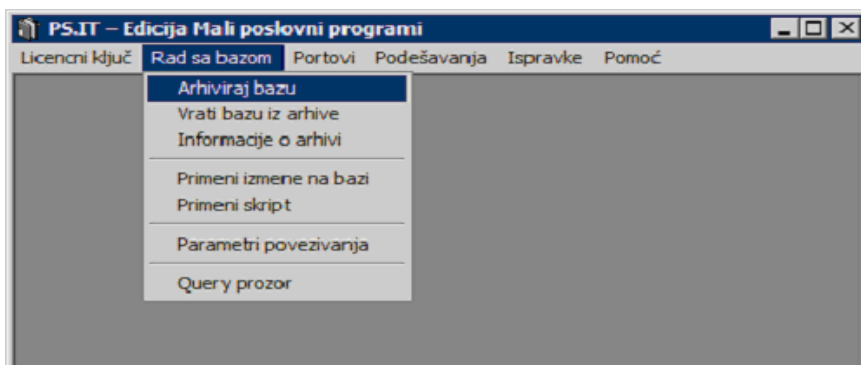 PS.IT – Edicija Mali poslovni programi
Licencni ključ Rad sa bazom Portovi Podešavanja Ispravke Pomoć
Arhiviraj bazu
Vrati bazu iz arhive
Informacije o arhivi
Primeni izmene na bazi
Primeni skript
Parametri povezivanja
Query prozor